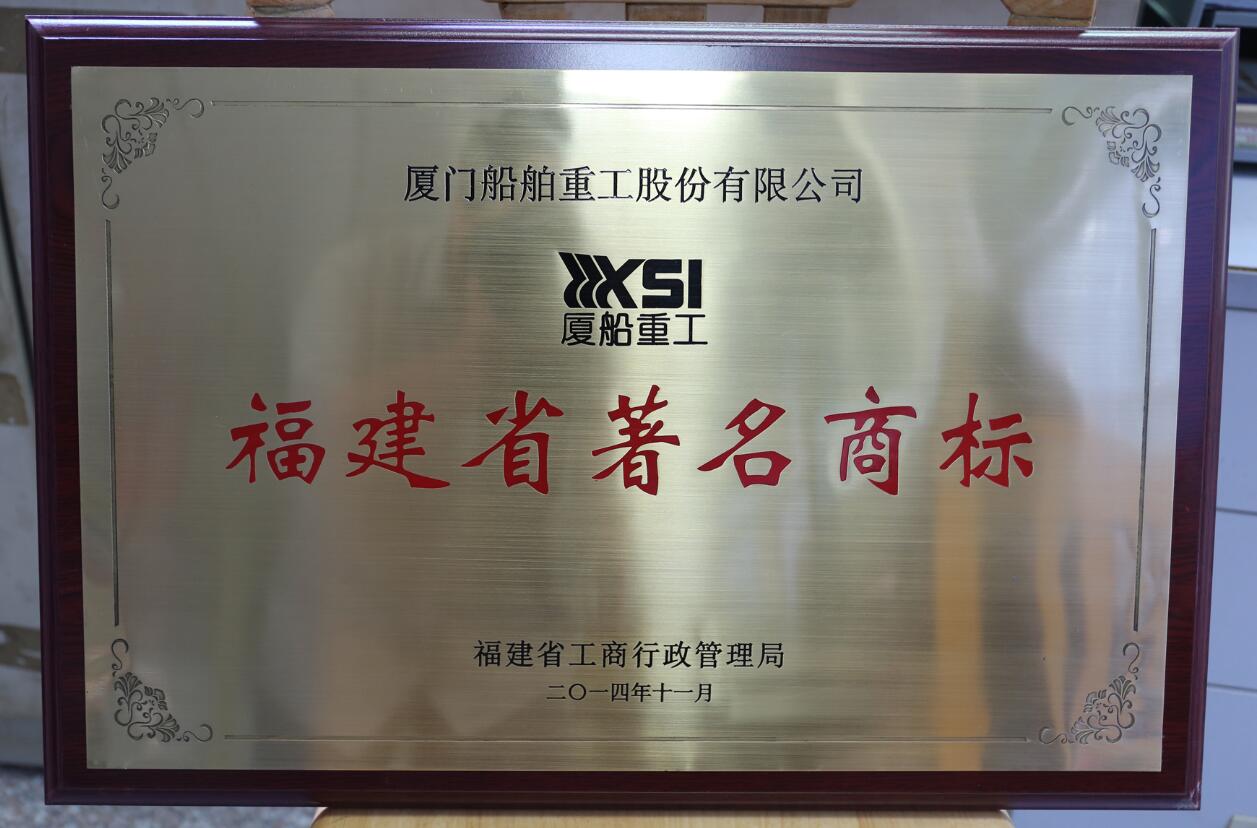 厦门船舶重工股份有限公司
XSI
厦船重工
福建省著名商标
福建省工商行政管理局
二〇一四年十一月